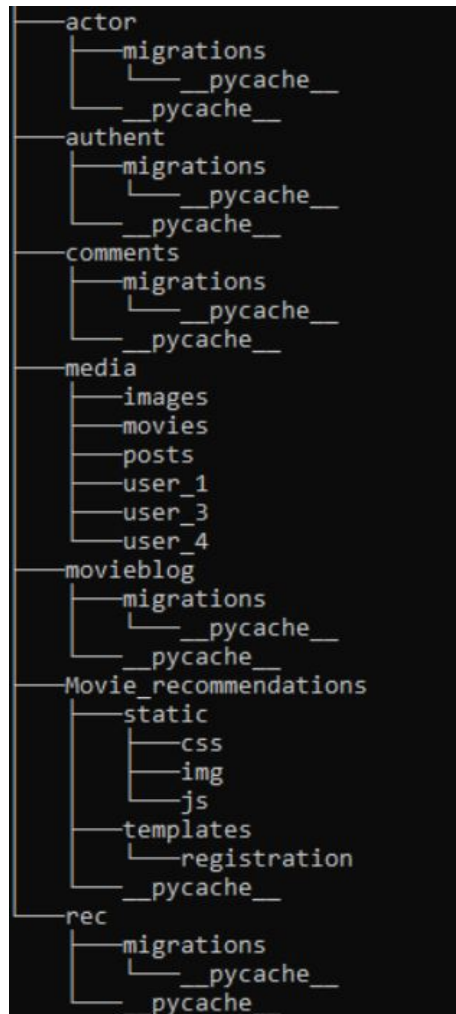 ├───actor
│   ├───migrations
│   │   └───__pycache__
│   └───__pycache__
├───authent
│   ├───migrations
│   │   └───__pycache__
│   └───__pycache__
├───comments
│   ├───migrations
│   │   └───__pycache__
│   └───__pycache__
├───media
│   ├───images
│   ├───movies
│   ├───posts
│   ├───user_1
│   ├───user_3
│   └───user_4
├───movieblog
│   ├───migrations
│   │   └───__pycache__
│   └───__pycache__
├───Movie_recommendations
│   ├───static
│   │   ├───css
│   │   ├───img
│   │   └───js
│   ├───templates
│   │   └───registration
│   └───__pycache__
└───rec
    ├───migrations
    │   └───__pycache__
    └───__pycache__